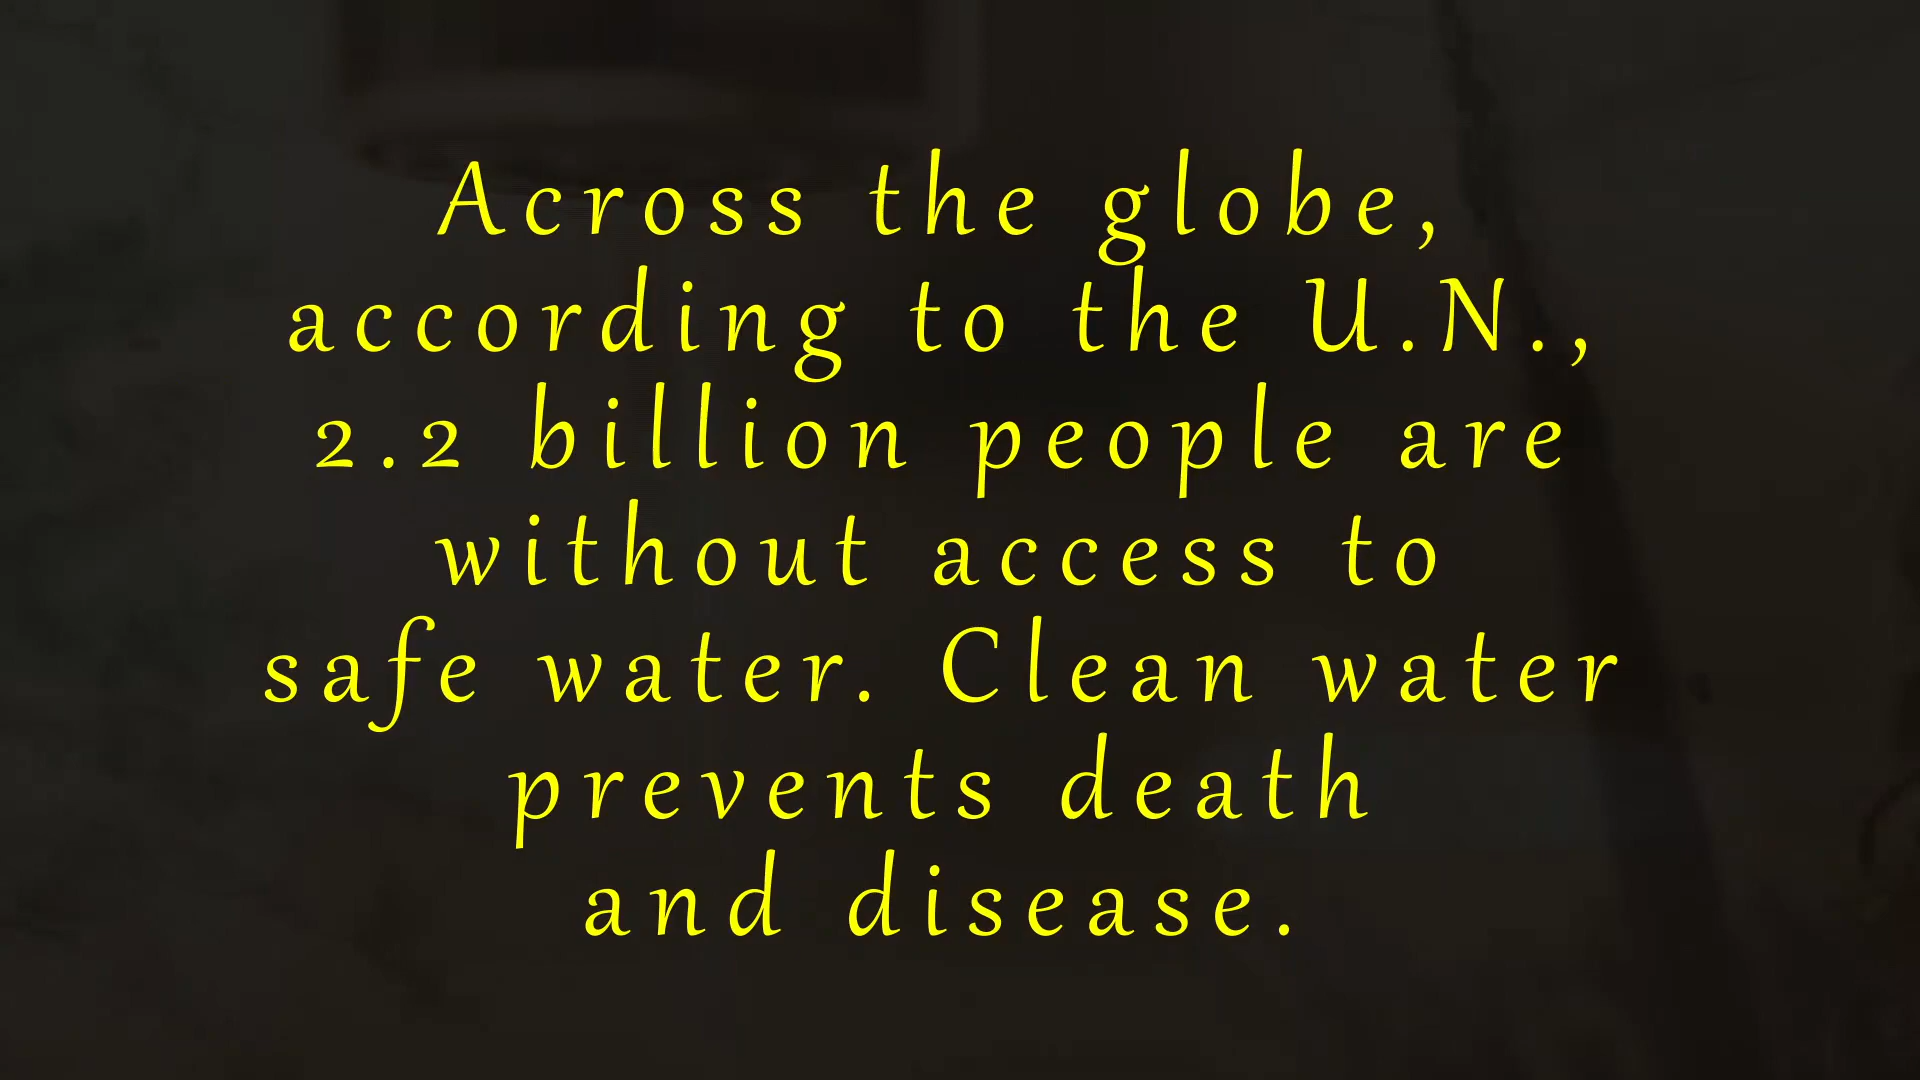 Across the globe,
according to the U.N.,
2.2 billion people are
without access to
safe water. Clean water
prevents death
and disease.